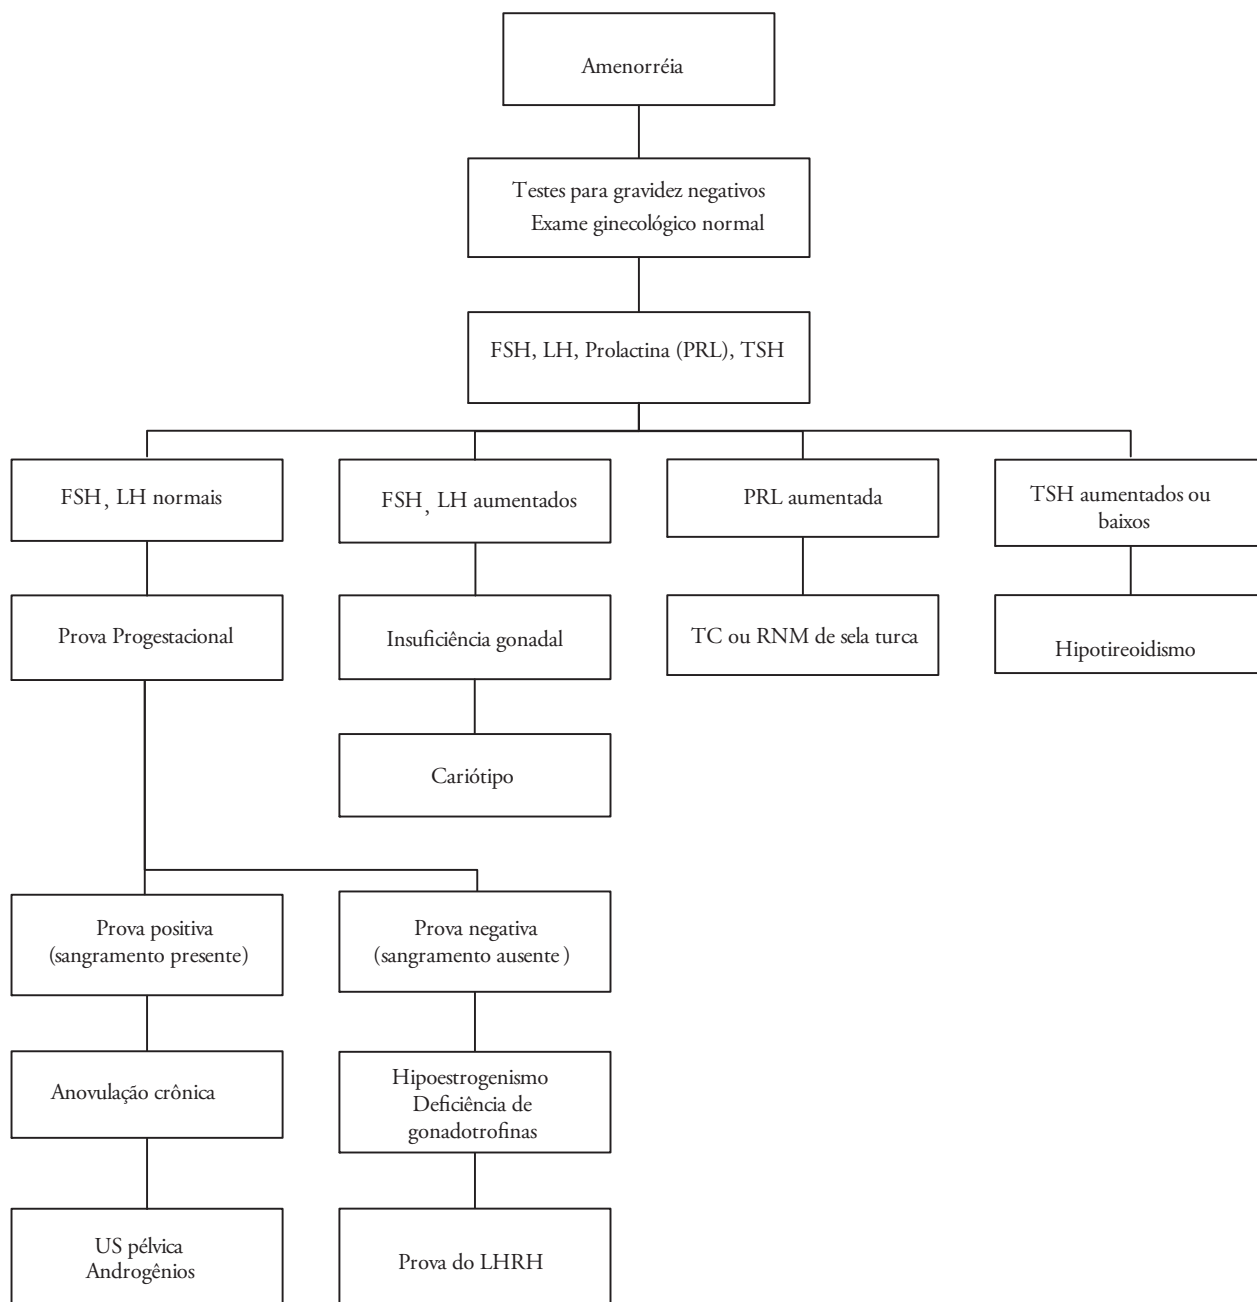 Amenorréia
Testes para gravidez negativos
Exame ginecológico normal
FSH, LH, Prolactina (PRL), TSH
FSH, LH normais
FSH, LH aumentados
PRL aumentada
TSH aumentados ou
baixos
Prova Progestacional
Insuficiência gonadal
TC ou RNM de sela turca
Hipotireoidismo
Cariótipo
Prova positiva
(sangramento presente)
Prova negativa
(sangramento ausente )
Anovulação crônica
Hipoestrogenismo
Deficiência de
gonadotrofinas
US pélvica
Androgênios
Prova do LHRH